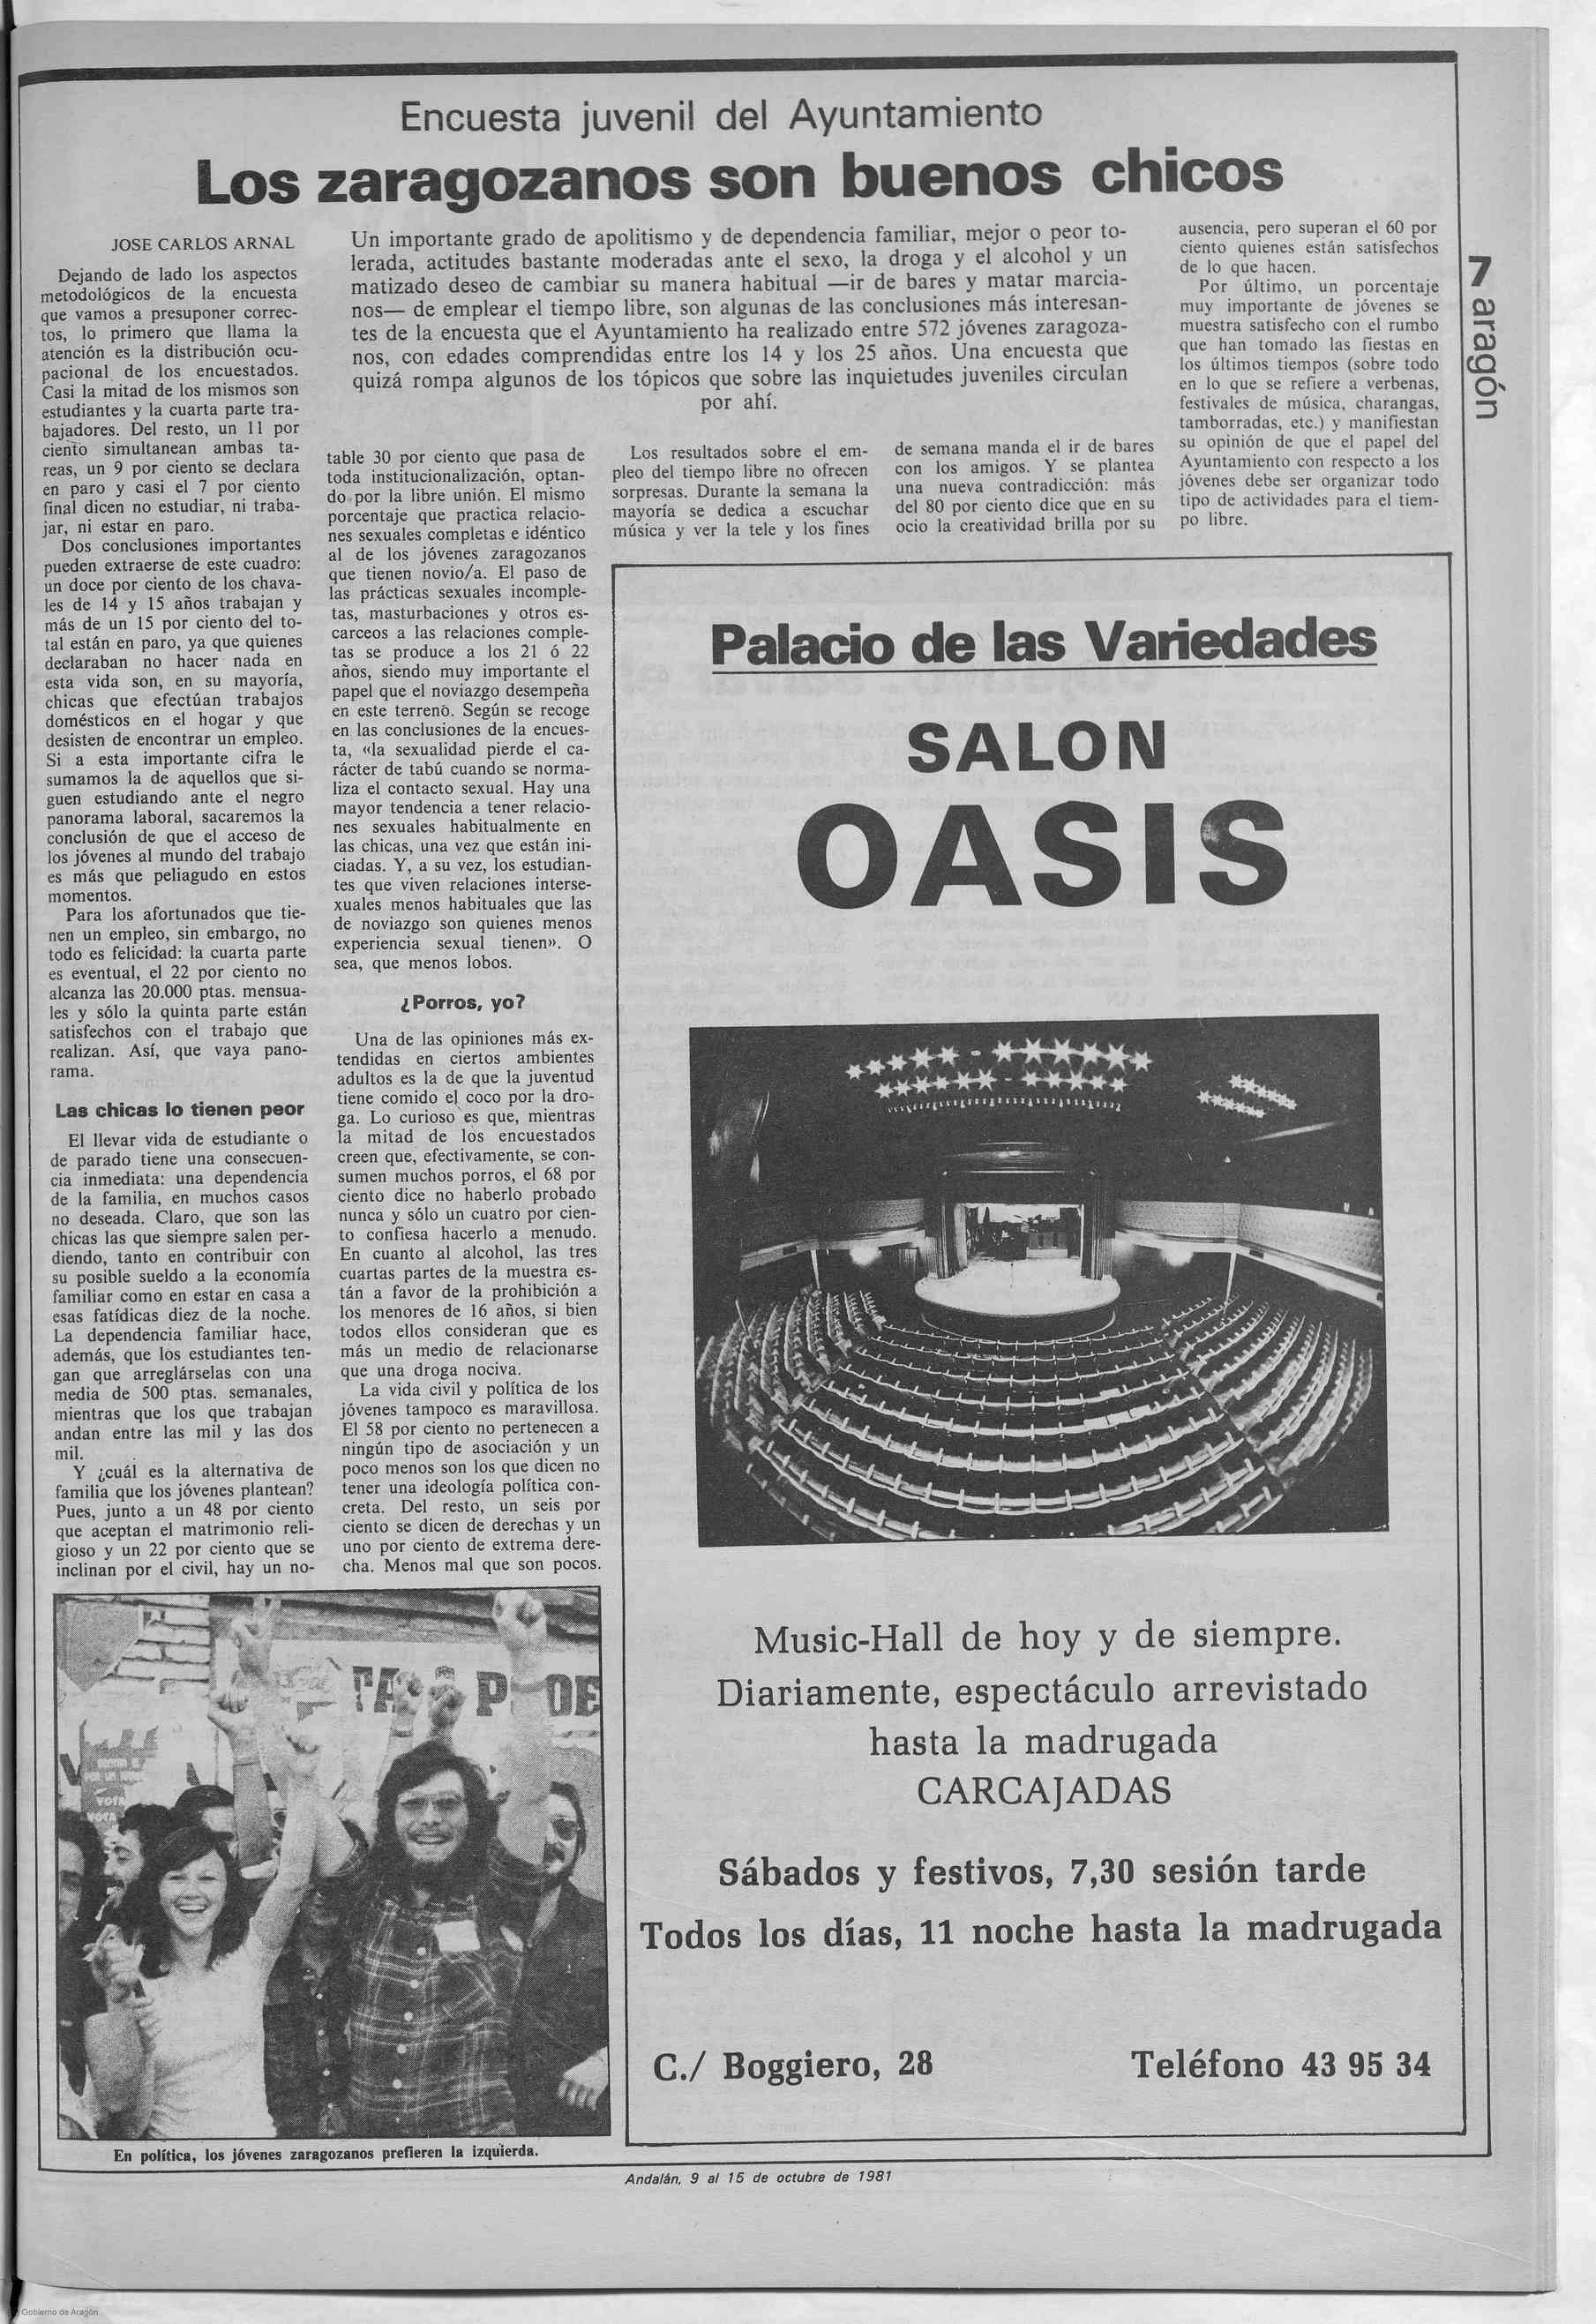 Encuesta juvenil del Ayuntamiento
Los zaragozanos son buenos chicos
JOSE CARLOS ARNAL
Un importante grado de apolitismo y de dependencia familiar, mejor o peor to-
lerada, actitudes bastante moderadas ante el sexo, la droga y el alcohol y un
matizado deseo de cambiar su manera habitual —ir de bares y matar marcia-
nos— de emplear el tiempo libre, son algunas de las conclusiones más interesan-
tes de la encuesta que el Ayuntamiento ha realizado entre 572 jóvenes zaragoza-
nos, con edades comprendidas entre los 14 y los 25 años. Una encuesta que
quizá rompa algunos de los tópicos que sobre las inquietudes juveniles circulan
por ahí.
Dejando de lado los aspectos
metodológicos de la encuesta
que vamos a presuponer correc-
tos, lo primero que llama la
atención es la distribución ocu-
pacional de los encuestados.
Casi la mitad de los mismos son
estudiantes y la cuarta parte tra-
bajadores. Del resto, un 11 por
ciento simultanean ambas ta-
reas, un 9 por ciento se declara
en paro y casi el 7 por ciento
final dicen no estudiar, ni traba-
jar, ni estar en paro.
Dos conclusiones importantes
pueden extraerse de este cuadro:
un doce por ciento de los chava-
les de 14 y 15 años trabajan y
más de un 15 por ciento del to-
tal están en paro, ya que quienes
declaraban no hacer nada en
esta vida son, en su mayoría,
chicas que efectúan trabajos
domésticos en el hogar y que
desisten de encontrar un empleo.
Si a esta importante cifra le
sumamos la de aquellos que si-
guen estudiando ante el negro
panorama laboral, sacaremos la
conclusión de que el acceso de
los jóvenes al mundo del trabajo
es más que peliagudo en estos
momentos.
Para los afortunados que tie-
nen un empleo, sin embargo, no
todo es felicidad: la cuarta parte
es eventual, el 22 por ciento no
alcanza las 20.000 ptas. mensua-
les y sólo la quinta parte están
satisfechos con el trabajo que
realizan. Así, que vaya pano-
rama.
Las chicas lo tienen peor
El llevar vida de estudiante o
de parado tiene una consecuen-
cia inmediata: una dependencia
de la familia, en muchos casos
no deseada. Claro, que son las
chicas las que siempre salen per-
diendo, tanto en contribuir con
su posible sueldo a la economía
familiar como en estar en casa a
esas fatídicas diez de la noche.
La dependencia familiar hace,
además, que los estudiantes ten-
gan que arreglárselas con una
media de 500 ptas. semanales,
mientras que los que trabajan
andan entre las mil y las dos
mil.
Y ¿cuál es la alternativa de
familia que los jóvenes plantean?
Pues, junto a un 48 por ciento
que aceptan el matrimonio reli-
gioso y un 22 por ciento que se
inclinan por el civil, hay un no-
table 30 por ciento que pasa de
toda institucionalización, optan-
do por la libre unión. El mismo
porcentaje que practica relacio-
nes sexuales completas e idéntico
al de los jóvenes zaragozanos
que tienen novio/a. El paso de
las prácticas sexuales incomple-
tas, masturbaciones y otros es-
carceos a las relaciones comple-
tas se produce a los 21 ó 22
años, siendo muy importante el
papel que el noviazgo desempeña
en este terreno. Según se recoge
en las conclusiones de la encues-
ta, «la sexualidad pierde el ca-
rácter de tabú cuando se norma-
liza el contacto sexual. Hay una
mayor tendencia a tener relacio-
nes sexuales habitualmente en
las chicas, una vez que están ini-
ciadas. Y, a su vez, los estudian-
tes que viven relaciones interse-
xuales menos habituales que las
de noviazgo son quienes menos
experiencia sexual tienen». O
sea, que menos lobos.
¿Porros, yo?
Una de las opiniones más ex-
tendidas en ciertos ambientes
adultos es la de que la juventud
tiene comido el coco por la dro-
ga. Lo curioso es que, mientras
la mitad de los encuestados
creen que, efectivamente, se con-
sumen muchos porros, el 68 por
ciento dice no haberlo probado
nunca y sólo un cuatro por cien-
to confiesa hacerlo a menudo.
En cuanto al alcohol, las tres
cuartas partes de la muestra es-
tán a favor de la prohibición a
los menores de 16 años, si bien
todos ellos consideran que es
más un medio de relacionarse
que una droga nociva.
La vida civil y política de los
jóvenes tampoco es maravillosa.
El 58 por ciento no pertenecen a
ningún tipo de asociación y un
poco menos son los que dicen no
tener una ideología política con-
creta. Del resto, un seis por
ciento se dicen de derechas y un
uno por ciento de extrema dere-
cha. Menos mal que son pocos.
Los resultados sobre el em-
pleo del tiempo libre no ofrecen
sorpresas. Durante la semana la
mayoría se dedica a escuchar
música y ver la tele y los fines
de semana manda el ir de bares
con los amigos. Y se plantea
una nueva contradicción: más
del 80 por ciento dice que en su
ocio la creatividad brilla por su
ausencia, pero superan el 60 por
ciento quienes están satisfechos
de lo que hacen.
Por último, un porcentaje
muy importante de jóvenes se
muestra satisfecho con el rumbo
que han tomado las fiestas en
los últimos tiempos (sobre todo
en lo que se refiere a verbenas,
festivales de música, charangas,
tamborradas, etc.) y manifiestan
su opinión de que el papel del
Ayuntamiento con respecto a los
jóvenes debe ser organizar todo
tipo de actividades para el tiem-
po libre.
7 aragón
Palacio de las Variedades
SALON
OASIS
Music-Hall de hoy y de siempre.
Diariamente, espectáculo arrevistado
hasta la madrugada
CARCAJADAS
Sábados y festivos, 7,30 sesión tarde
Todos los días, 11 noche hasta la madrugada
C./ Boggiero, 28 Teléfono 43 95 34
VOTA
VOTA
En política, los jóvenes zaragozanos prefieren la izquierda.
Andalán, 9 al 15 de octubre de 1981
Gobierno de Aragón